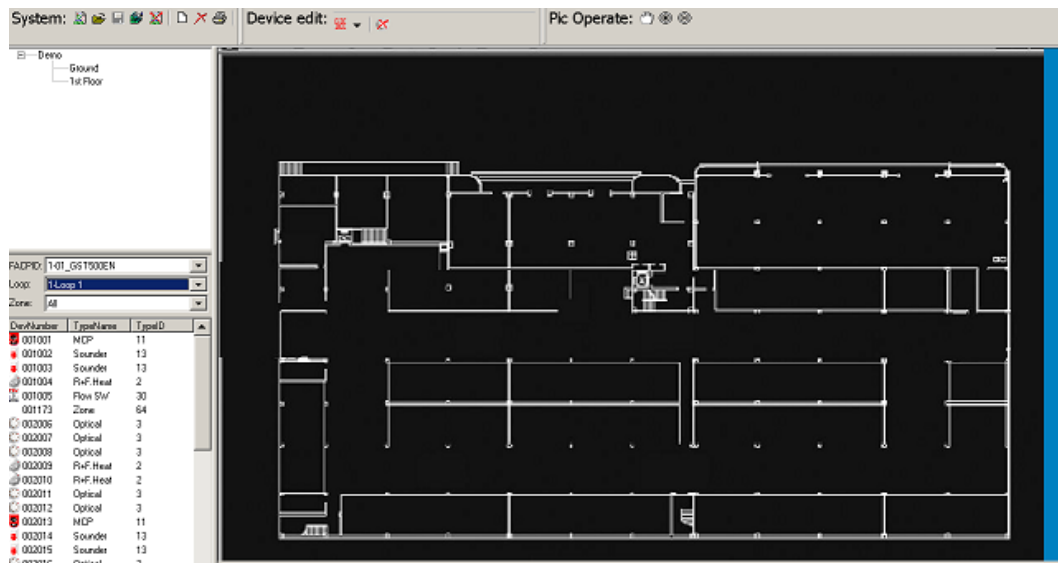 System: Device edit: Pic Operate:
Demo
Ground
1st Floor
FACPID: 1-01_GST500EN
Loop: 1-Loop 1
Zone: All
DevNumber TypeName TypeID
001001 MCP 11
001002 Sounder 13
001003 Sounder 13
001004 R+F.Heat 2
001005 Flow SW 30
001173 Zone 64
002006 Optical 3
002007 Optical 3
002008 Optical 3
002009 R+F.Heat 2
002010 R+F.Heat 2
002011 Optical 3
002012 Optical 3
002013 MCP 11
002014 Sounder 13
002015 Sounder 13